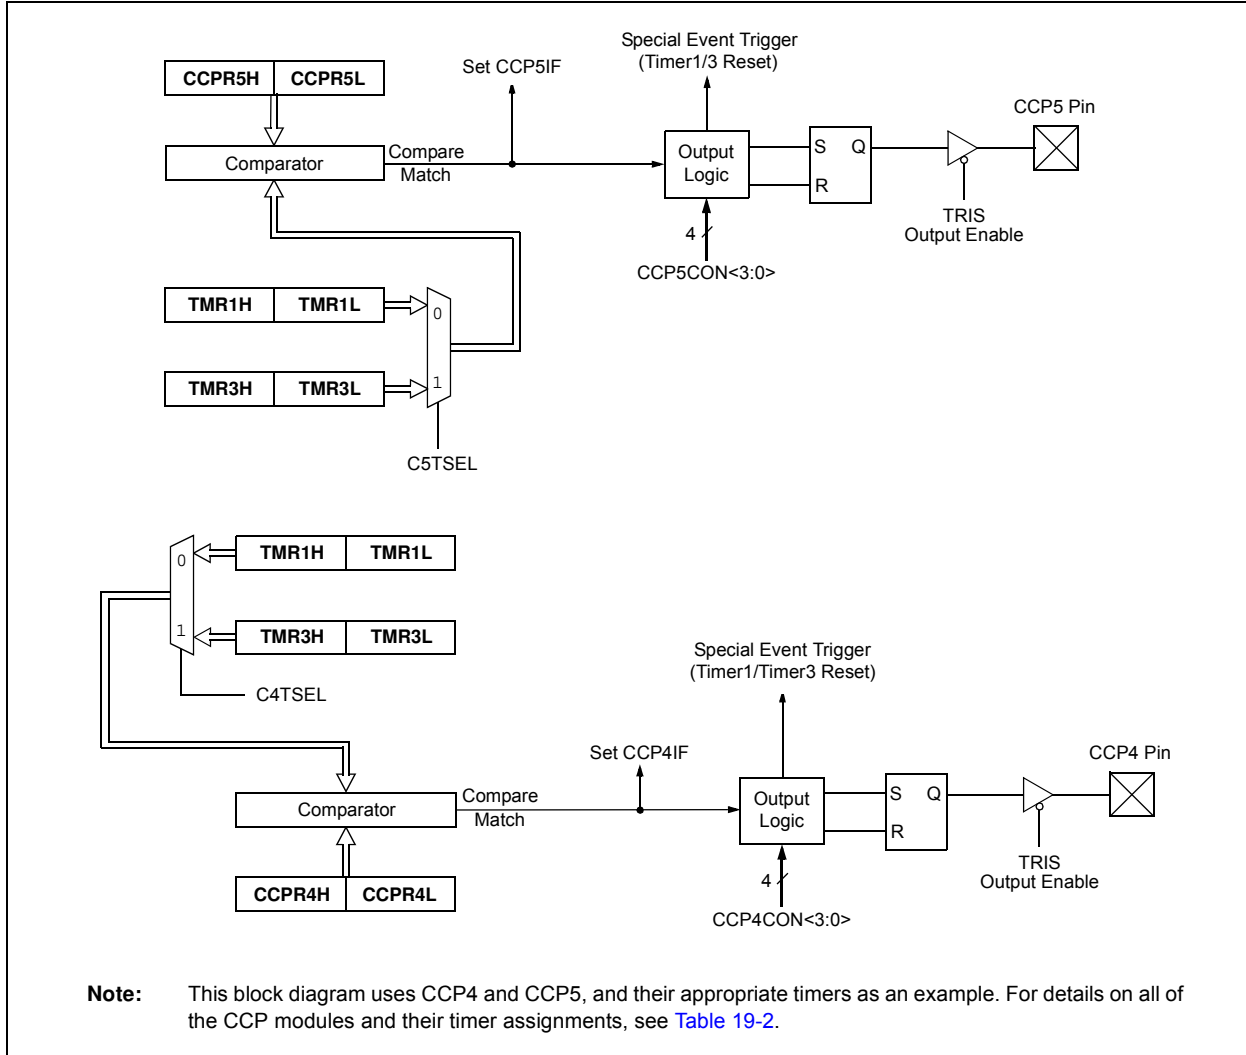 Special Event Trigger
(Timer1/3 Reset)
Set CCP5IF
CCPR5H CCPR5L
CCP5 Pin
Comparator
Compare
Match
Output
Logic
S Q
R
TRIS
Output Enable
4
CCP5CON<3:0>
TMR1H TMR1L
0
TMR3H TMR3L
1
C5TSEL
0
TMR1H TMR1L
1
TMR3H TMR3L
C4TSEL
Special Event Trigger
(Timer1/Timer3 Reset)
Set CCP4IF
CCP4 Pin
Comparator
Compare
Match
Output
Logic
S Q
R
TRIS
Output Enable
4
CCPR4H CCPR4L
CCP4CON<3:0>
Note: This block diagram uses CCP4 and CCP5, and their appropriate timers as an example. For details on all of
the CCP modules and their timer assignments, see Table 19-2.